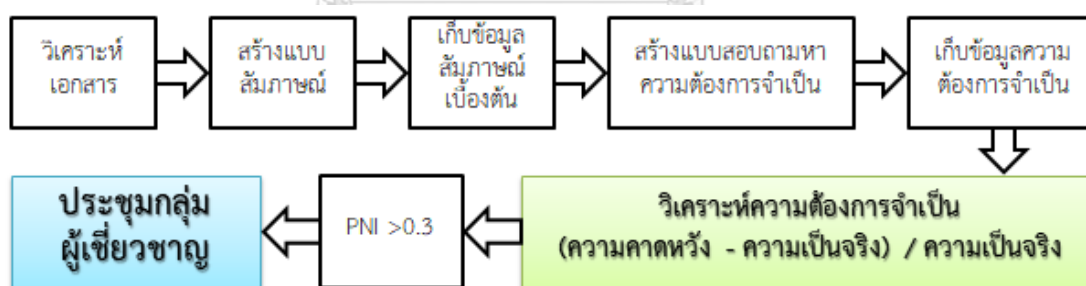 วิเคราะห์
เอกสาร
สร้างแบบ
สัมภาษณ์
เก็บข้อมูล
สัมภาษณ์
เบื้องต้น
สร้างแบบสอบถามหา
ความต้องการจำเป็น
เก็บข้อมูลความ
ต้องการจำเป็น
วิเคราะห์ความต้องการจำเป็น
(ความคาดหวัง - ความเป็นจริง) / ความเป็นจริง
PNI >0.3
ประชุมกลุ่ม
ผู้เชี่ยวชาญ